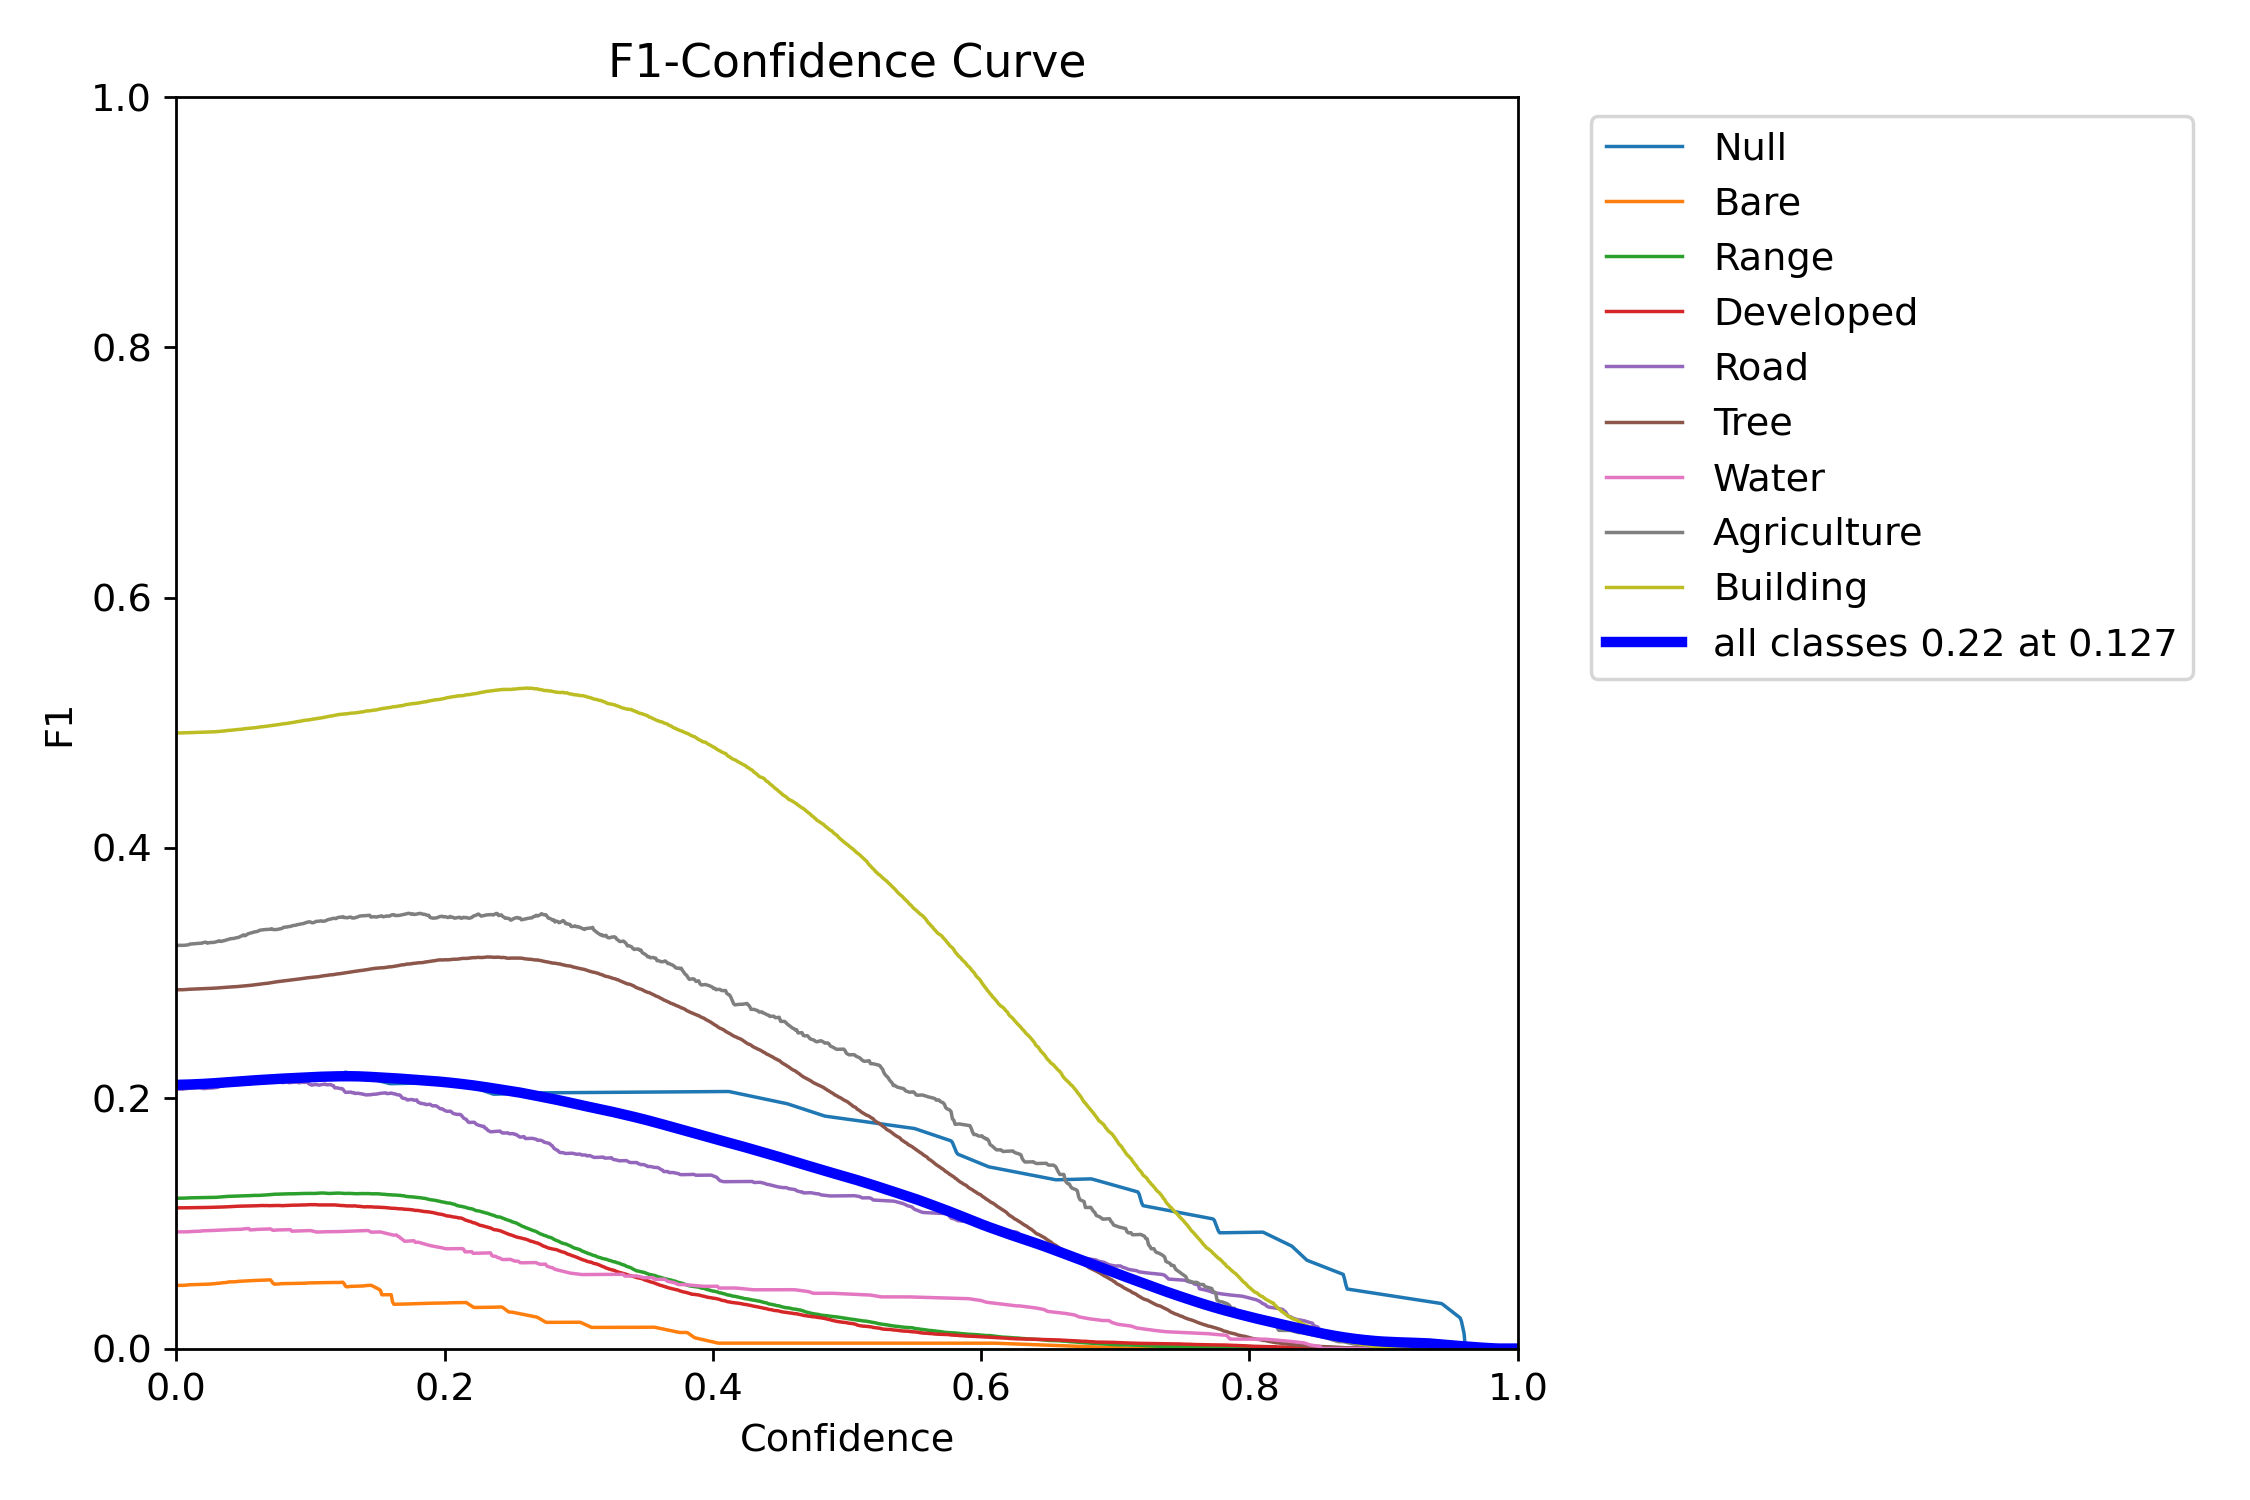 F1-Confidence Curve
1.0
0.8
0.6
0.4
0.2
0.0
F1
0.0 0.2 0.4 0.6 0.8 1.0
Confidence
Null
Bare
Range
Developed
Road
Tree
Water
Agriculture
Building
all classes 0.22 at 0.127